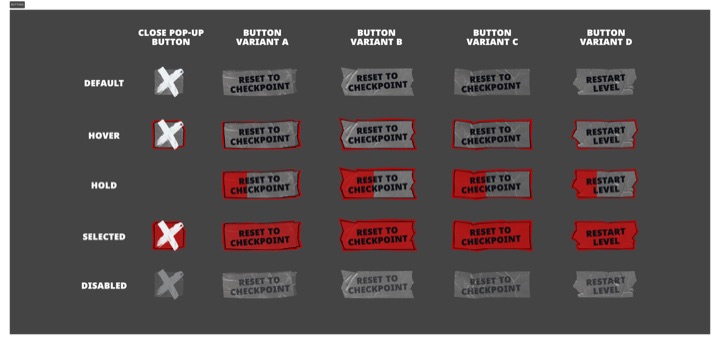 BUTTONS
CLOSE POP-UP
BUTTON
BUTTON
VARIANT A
BUTTON
VARIANT B
BUTTON
VARIANT C
BUTTON
VARIANT D
DEFAULT
RESET TO
CHECKPOINT
RESET TO
CHECKPOINT
RESET TO
CHECKPOINT
RESTART
LEVEL
HOVER
RESET TO
CHECKPOINT
RESET TO
CHECKPOINT
RESET TO
CHECKPOINT
RESTART
LEVEL
HOLD
RESET TO
CHECKPOINT
RESET TO
CHECKPOINT
RESET TO
CHECKPOINT
RESTART
LEVEL
SELECTED
RESET TO
CHECKPOINT
RESET TO
CHECKPOINT
RESET TO
CHECKPOINT
RESTART
LEVEL
DISABLED
RESET TO
CHECKPOINT
RESET TO
CHECKPOINT
RESET TO
CHECKPOINT
RESTART
LEVEL